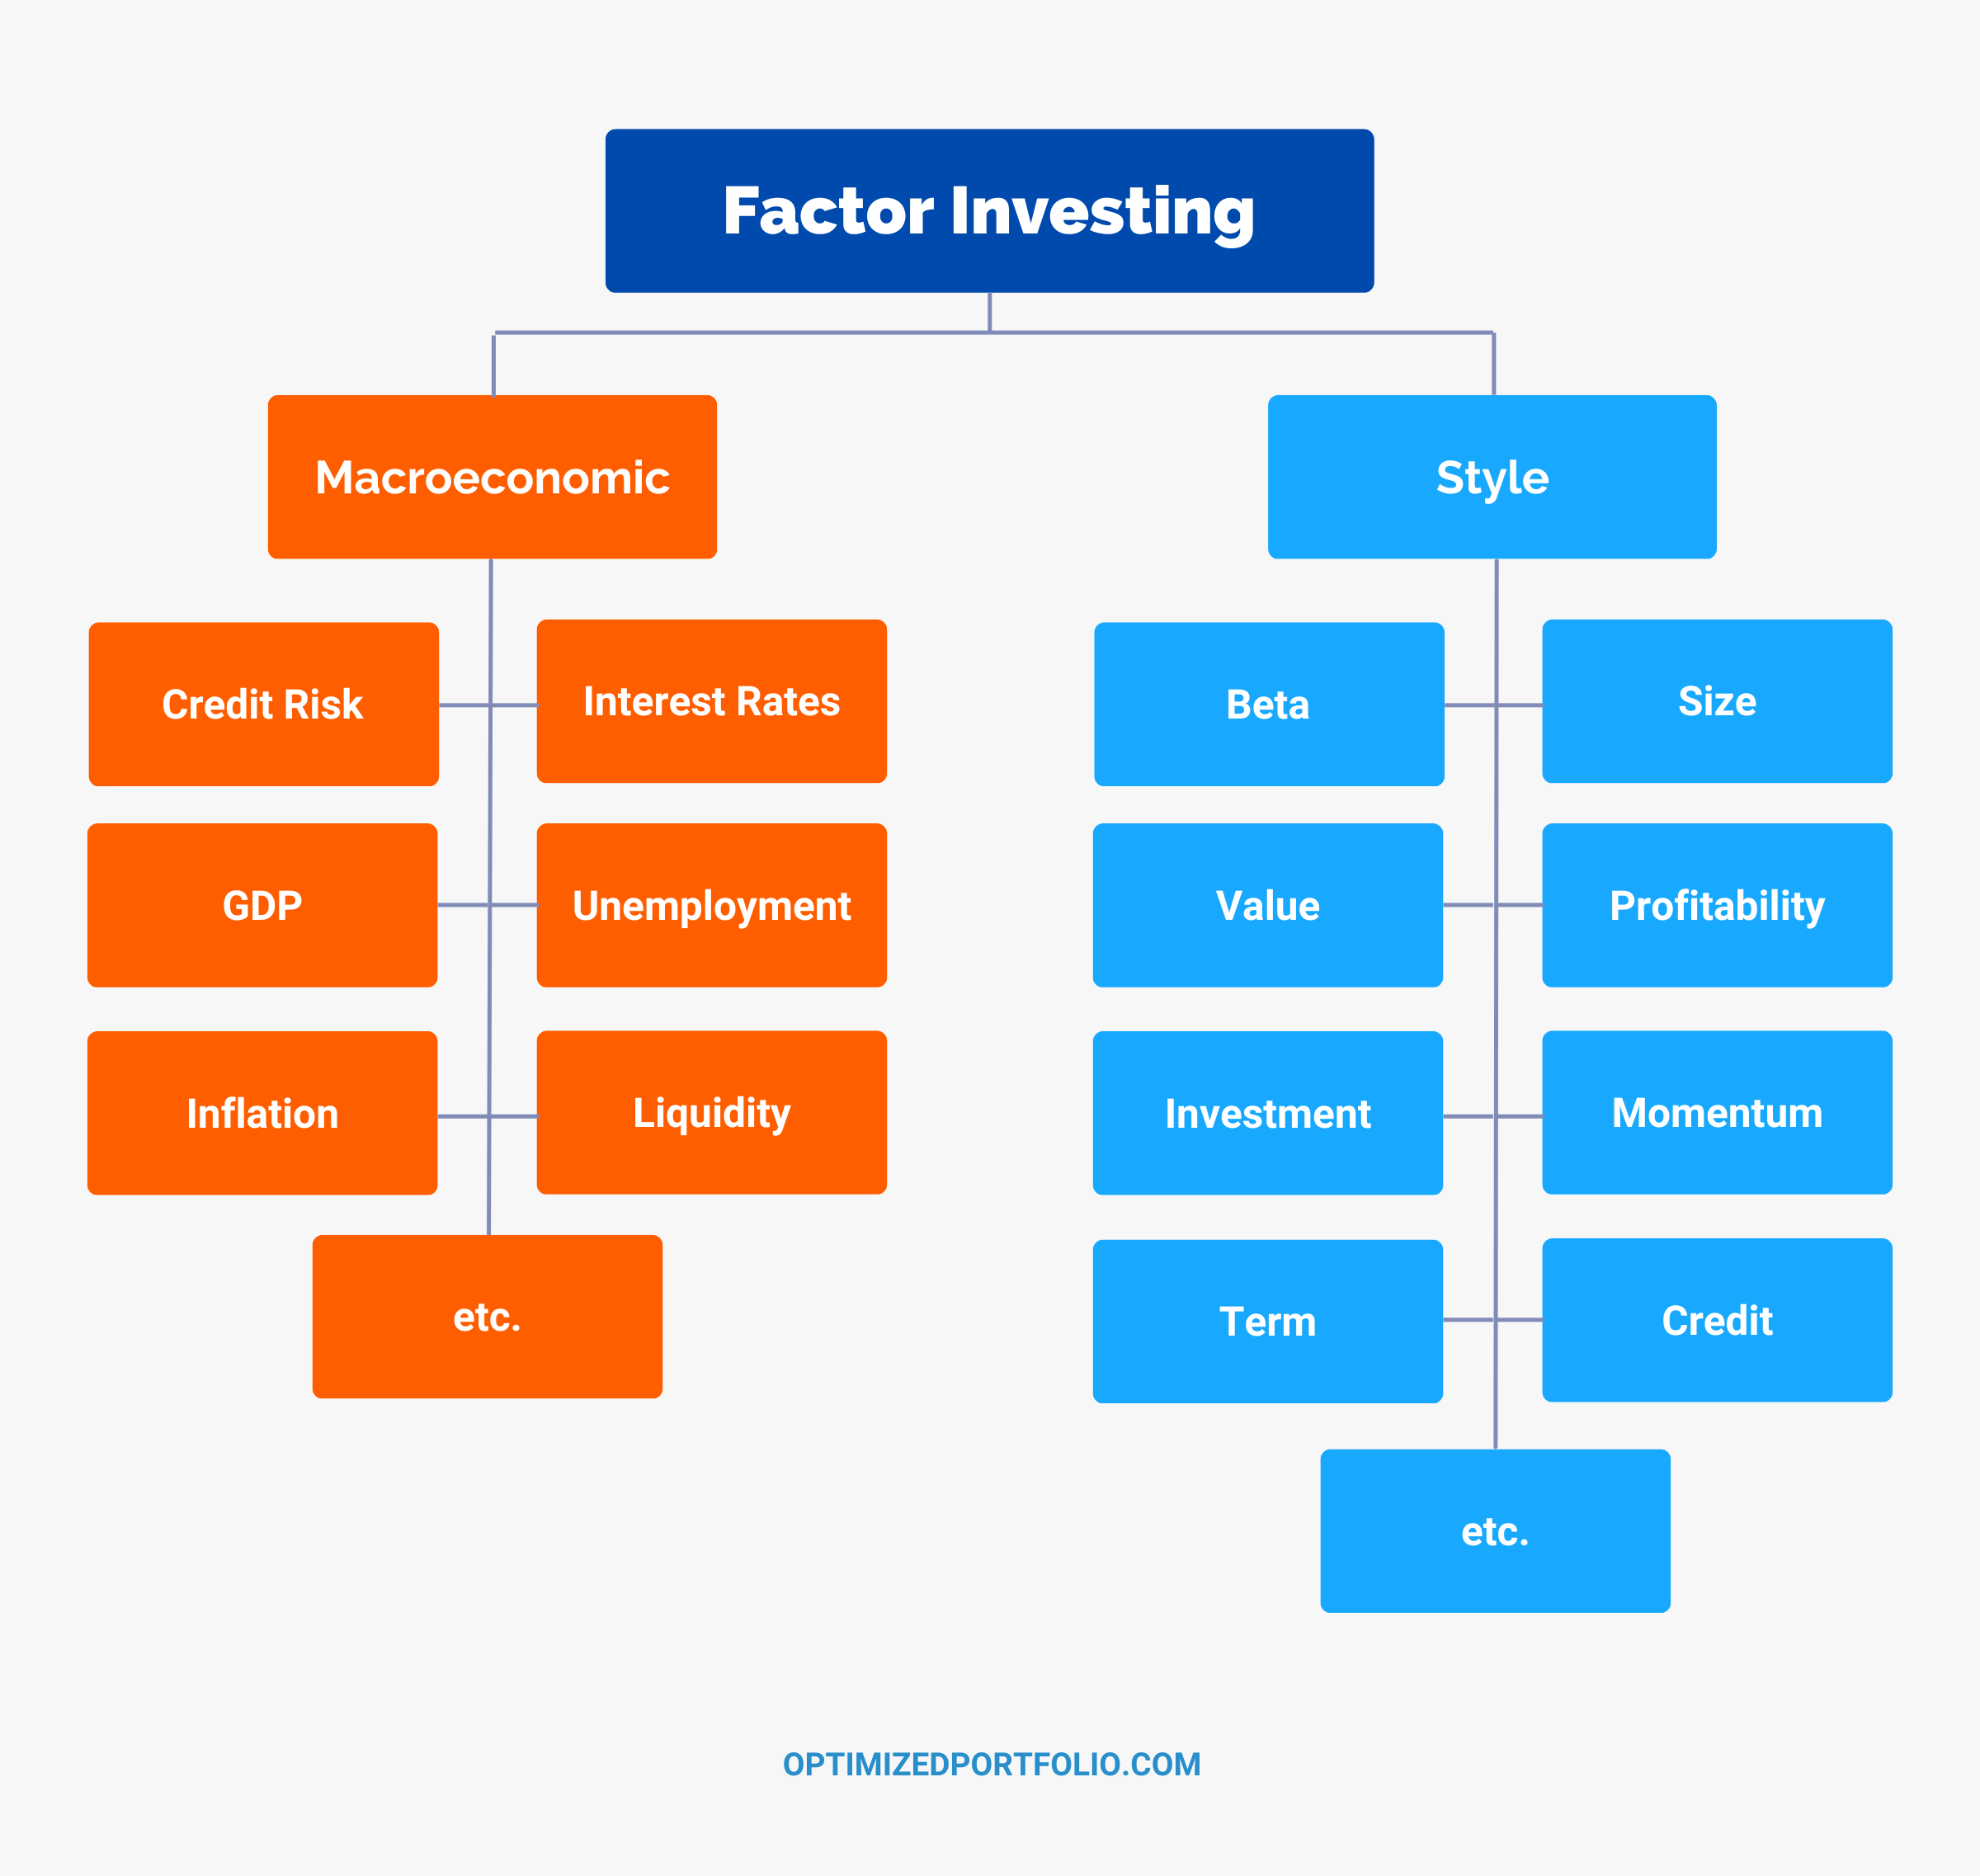 Factor Investing
Macroeconomic
Style
Credit Risk
Interest Rates
GDP
Unemployment
Inflation
Liquidity
etc.
Beta
Size
Value
Profitability
Investment
Momentum
Term
Credit
etc.
OPTIMIZEDPORTFOLIO.COM